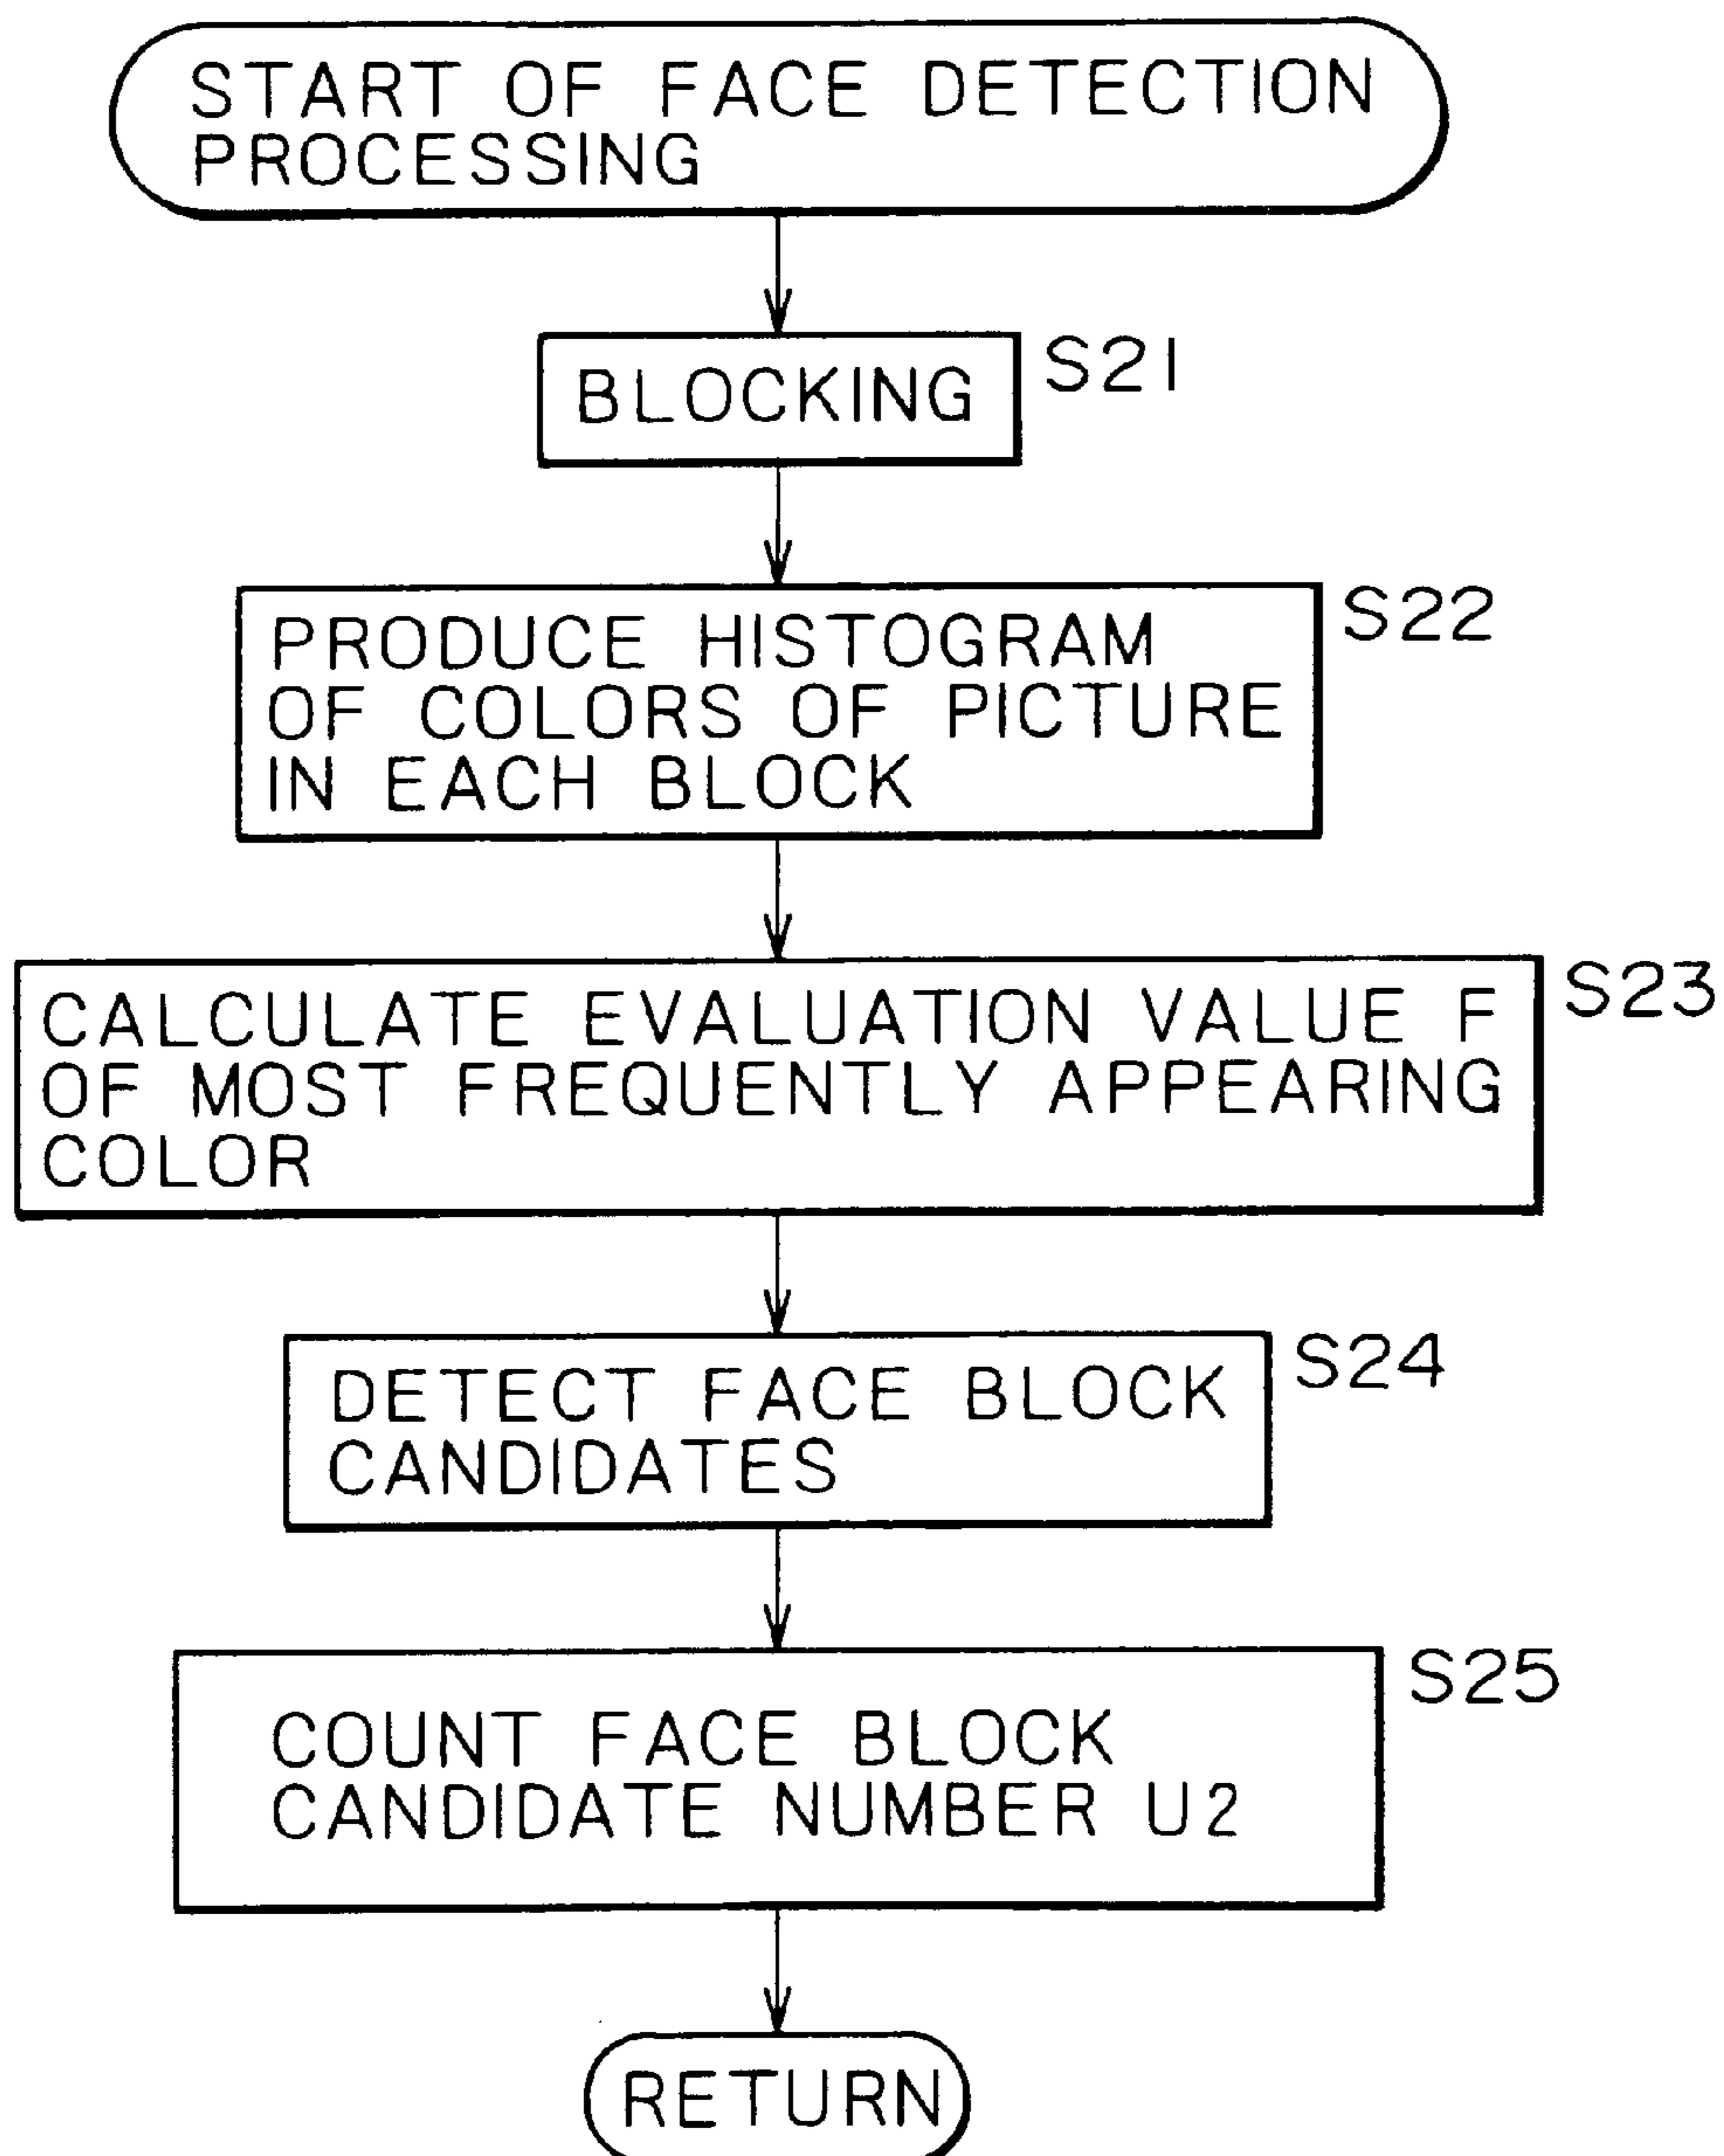 START OF FACE DETECTION
PROCESSING
BLOCKING
S21
PRODUCE HISTOGRAM
OF COLORS OF PICTURE
IN EACH BLOCK
S22
CALCULATE EVALUATION VALUE F
OF MOST FREQUENTLY APPEARING
COLOR
S23
DETECT FACE BLOCK
CANDIDATES
S24
COUNT FACE BLOCK
CANDIDATE NUMBER U2
S25
RETURN